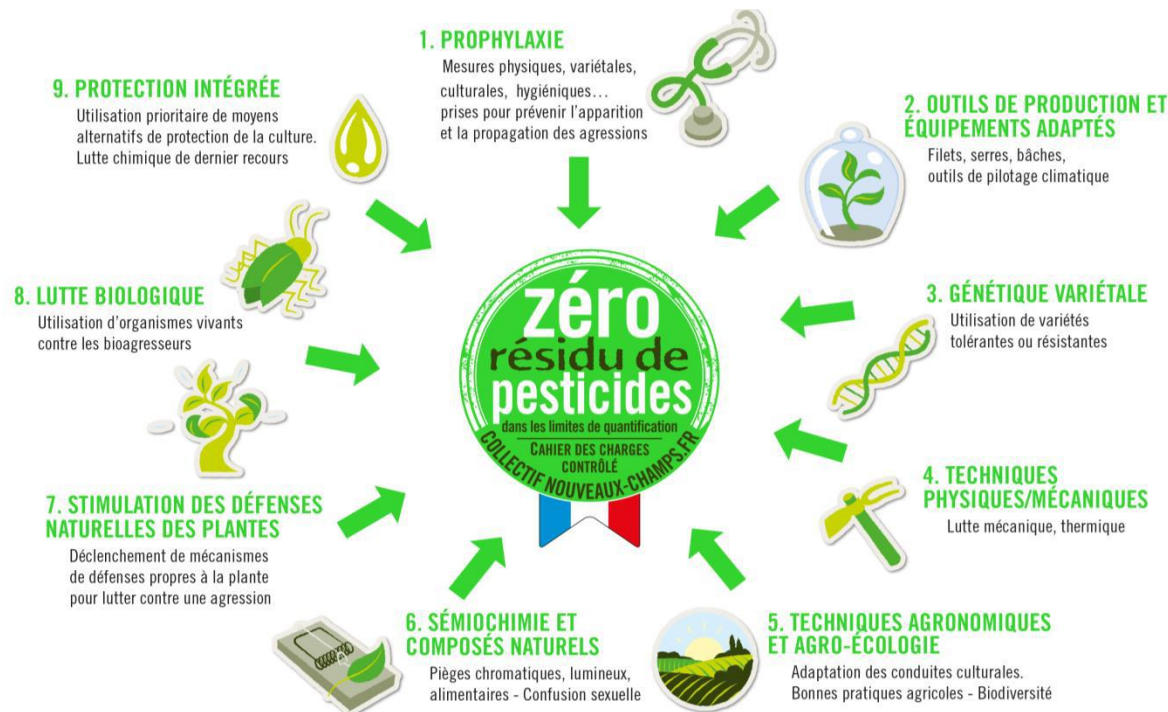 1. PROPHYLAXIE
Mesures physiques, variétales,
culturales, hygiéniques...
prises pour prévenir l'apparition
et la propagation des agressions
2. OUTILS DE PRODUCTION ET
ÉQUIPEMENTS ADAPTÉS
Filets, serres, bâches,
outils de pilotage climatique
3. GÉNÉTIQUE VARIÉTALE
Utilisation de variétés
tolérantes ou résistantes
4. TECHNIQUES
PHYSIQUES/MÉCANIQUES
Lutte mécanique, thermique
5. TECHNIQUES AGRONOMIQUES
ET AGRO-ÉCOLOGIE
Adaptation des conduites culturales.
Bonnes pratiques agricoles - Biodiversité
6. SÉMIOCHIMIE ET
COMPOSÉS NATURELS
Pièges chromatiques, lumineux,
alimentaires - Confusion sexuelle
7. STIMULATION DES DÉFENSES
NATURELLES DES PLANTES
Déclenchement de mécanismes
de défenses propres à la plante
pour lutter contre une agression
8. LUTTE BIOLOGIQUE
Utilisation d'organismes vivants
contre les bioagresseurs
9. PROTECTION INTÉGRÉE
Utilisation prioritaire de moyens
alternatifs de protection de la culture.
Lutte chimique de dernier recours
zéro
résidu de
pesticides
dans les limites de quantification
CAHIER DES CHARGES
CONTRÔLÉ
COLLECTIF NOUVEAUX-CHAMPS.FR